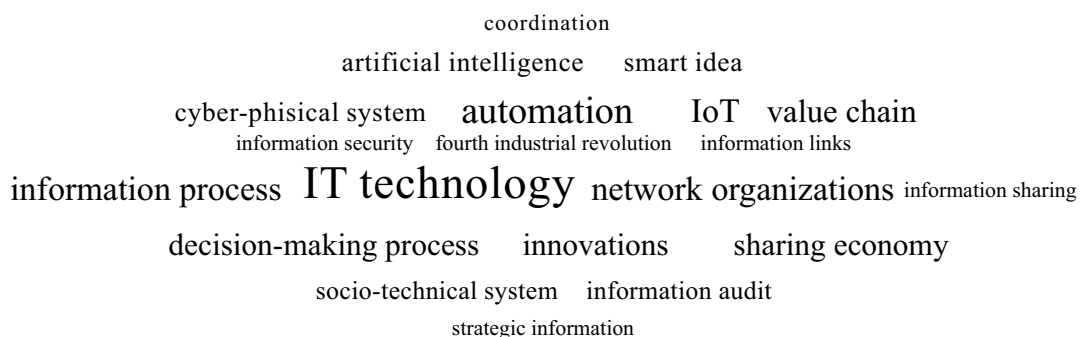 coordination
artificial intelligence smart idea
cyber-phisical system automation IoT value chain
information security fourth industrial revolution information links
information process IT technology network organizations information sharing
decision-making process innovations sharing economy
socio-technical system information audit
strategic information